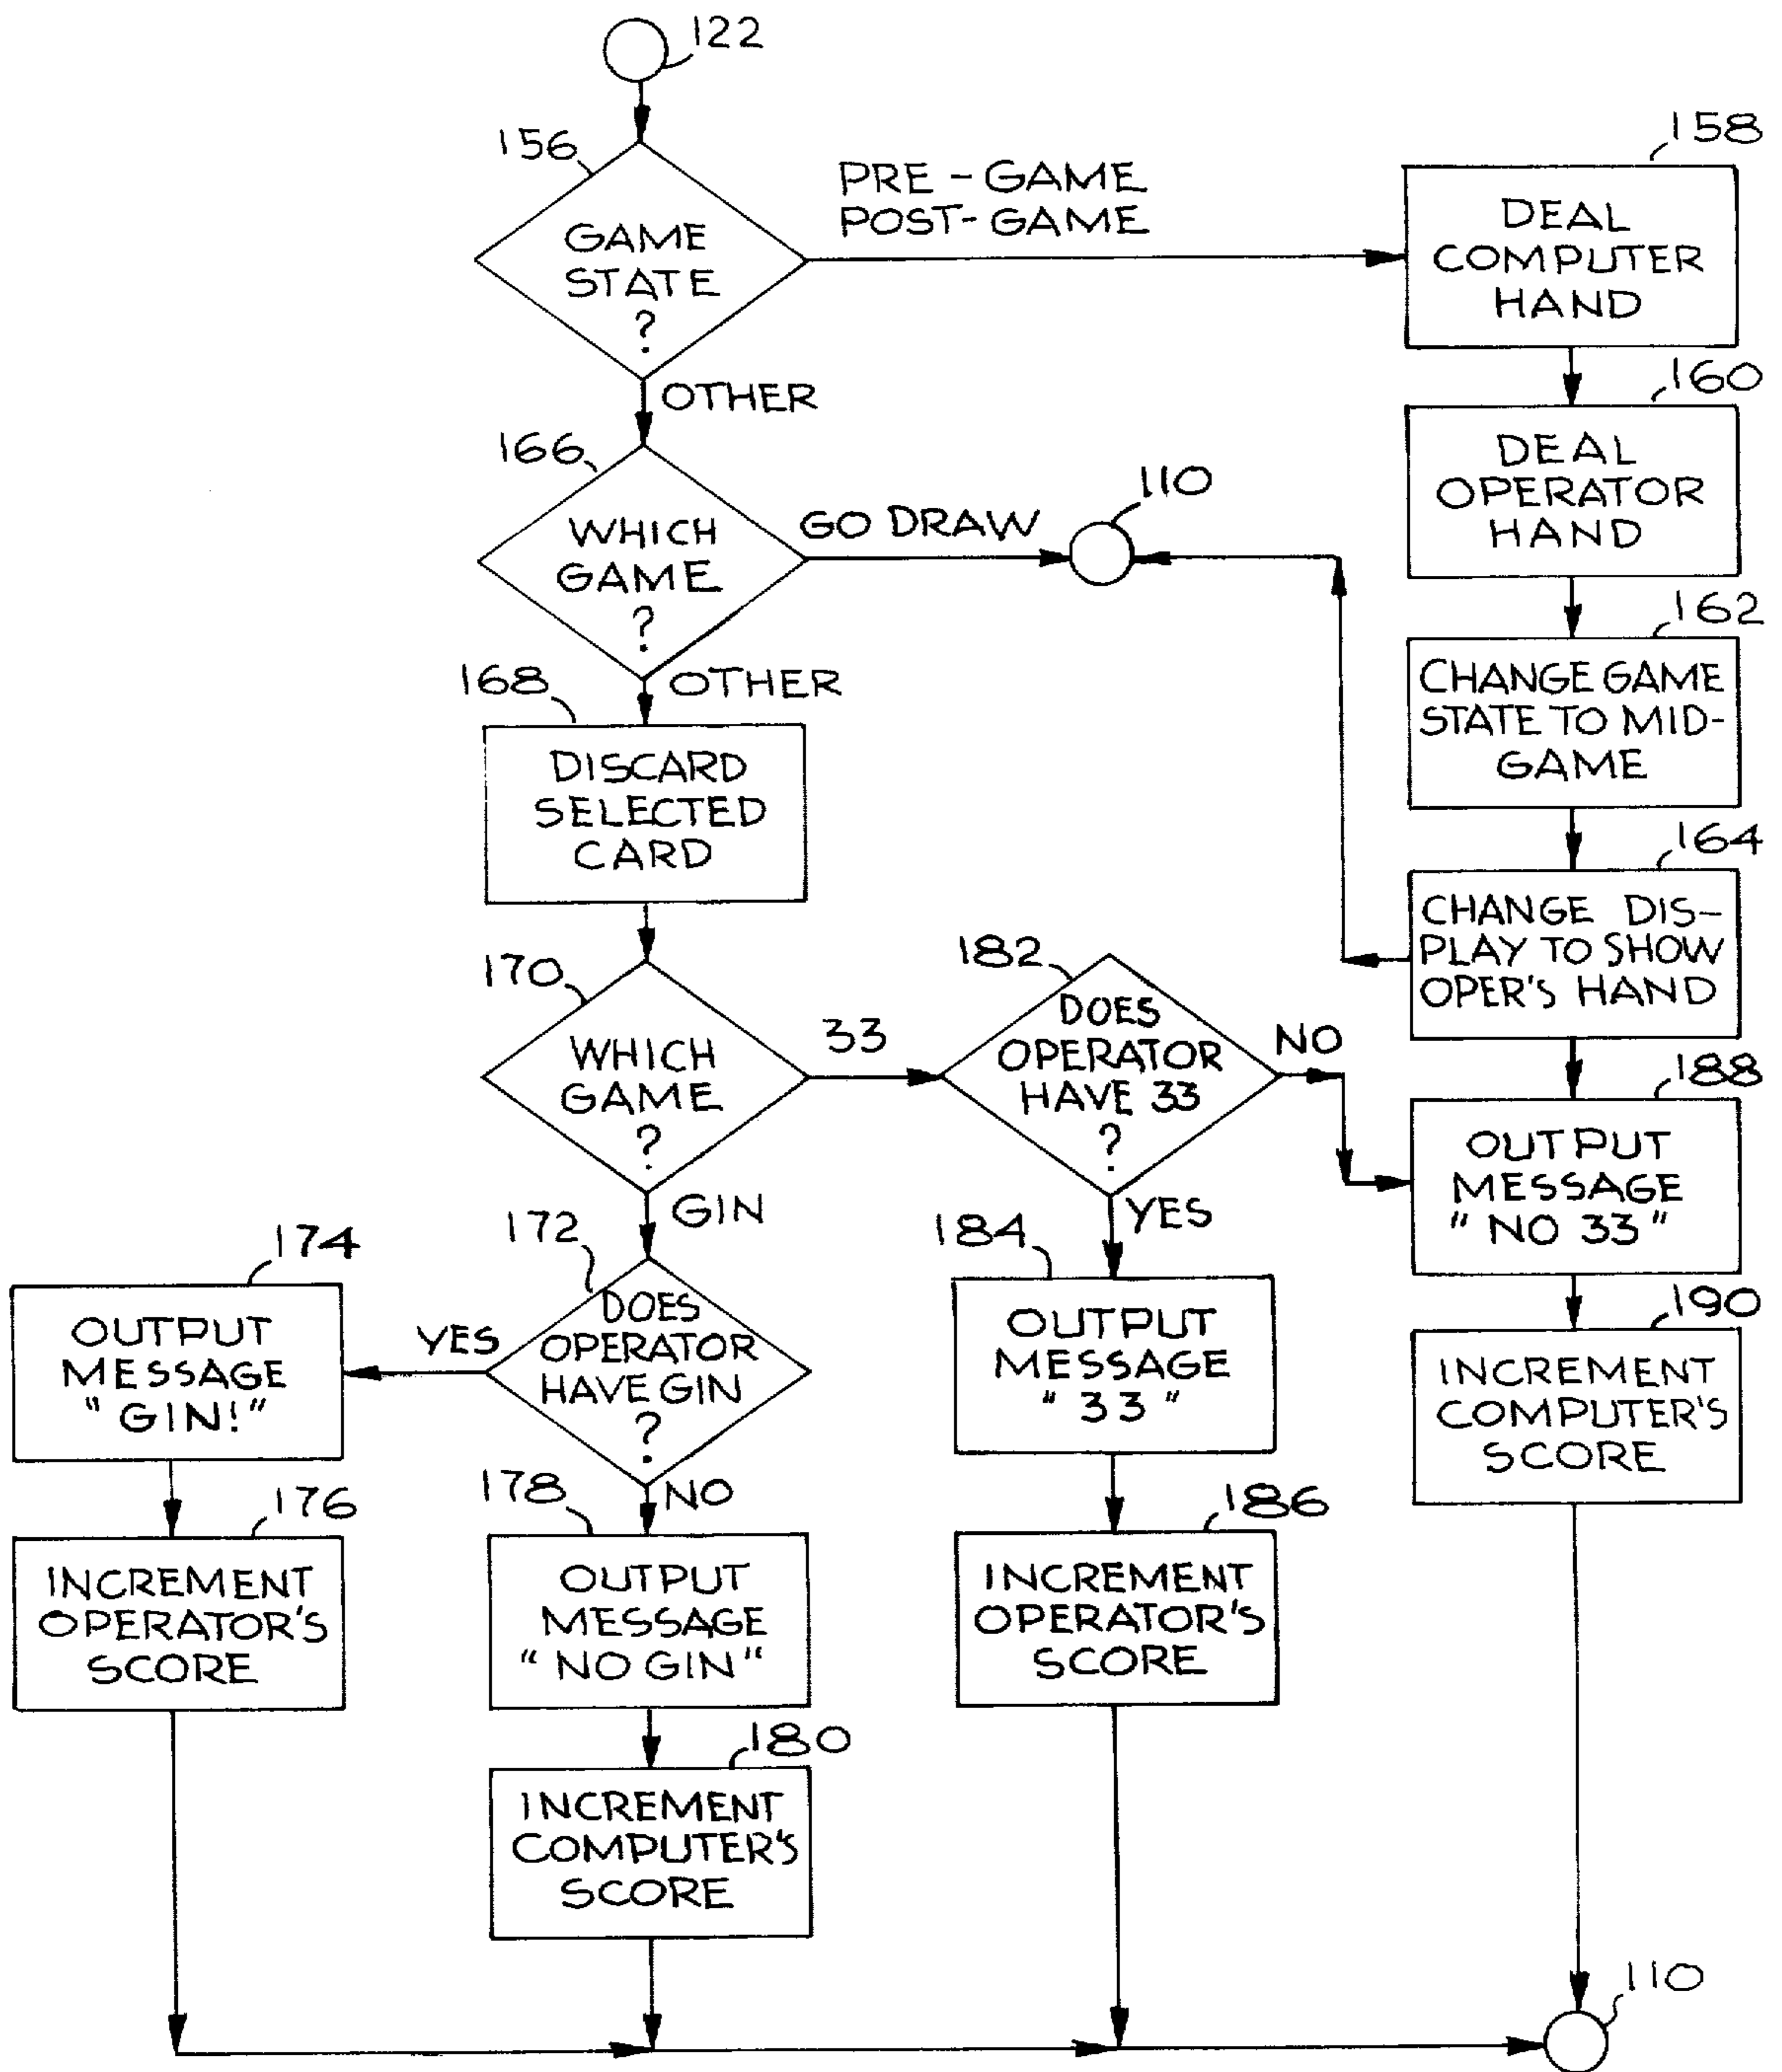 122
156
GAME
STATE
?
PRE-GAME
POST-GAME
158
DEAL
COMPUTER
HAND
OTHER
160
DEAL
OPERATOR
HAND
166
WHICH
GAME
?
GO DRAW
110
162
CHANGE GAME
STATE TO MID-
GAME
OTHER
168
DISCARD
SELECTED
CARD
164
CHANGE DIS-
PLAY TO SHOW
OPER'S HAND
170
WHICH
GAME
?
33
182
DOES
OPERATOR
HAVE 33
?
NO
188
OUTPUT
MESSAGE
"NO 33"
GIN
YES
172
DOES
OPERATOR
HAVE GIN
?
YES
174
OUTPUT
MESSAGE
"GIN!"
184
OUTPUT
MESSAGE
"33"
190
INCREMENT
COMPUTER'S
SCORE
NO
176
INCREMENT
OPERATOR'S
SCORE
178
OUTPUT
MESSAGE
"NO GIN"
186
INCREMENT
OPERATOR'S
SCORE
180
INCREMENT
COMPUTER'S
SCORE
110